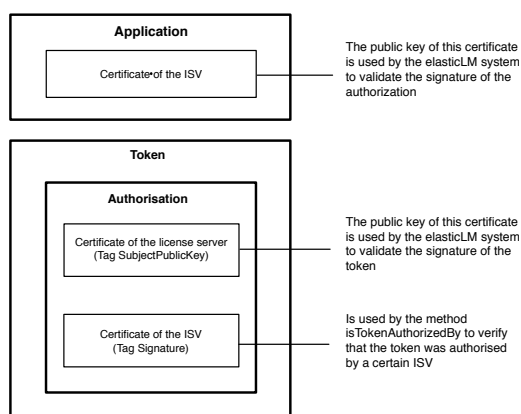 Application
Certificate of the ISV
The public key of this certificate
is used by the elasticLM system
to validate the signature of the
authorization
Token
Authorisation
Certificate of the license server
(Tag SubjectPublicKey)
The public key of this certificate
is used by the elasticLM system
to validate the signature of the
token
Certificate of the ISV
(Tag Signature)
Is used by the method
isTokenAuthorizedBy to verify
that the token was authorised
by a certain ISV